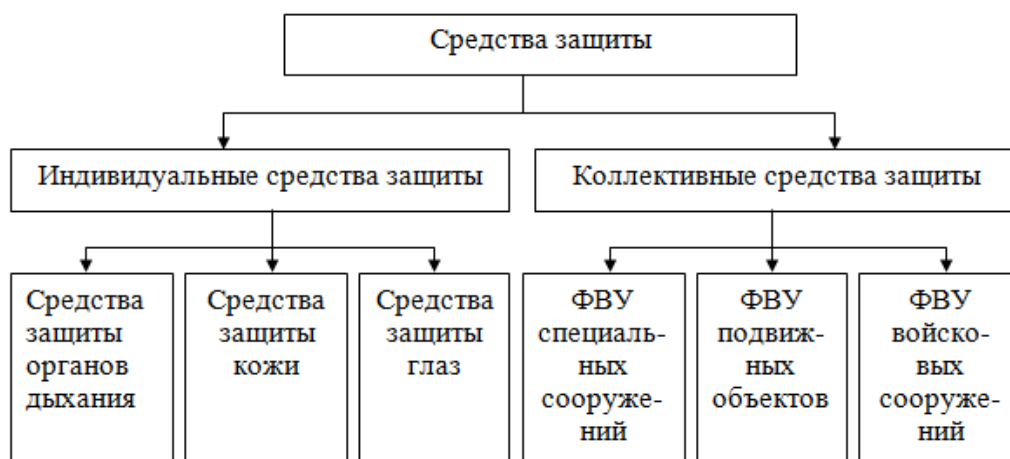 Средства защиты
Индивидуальные средства защиты
Коллективные средства защиты
Средства
защиты
органов
дыхания
Средства
защиты
кожи
Средства
защиты
глаз
ФВУ
специаль-
ных
сооруже-
ний
ФВУ
подвиж-
ных
объектов
ФВУ
войско-
вых
сооруже-
ний